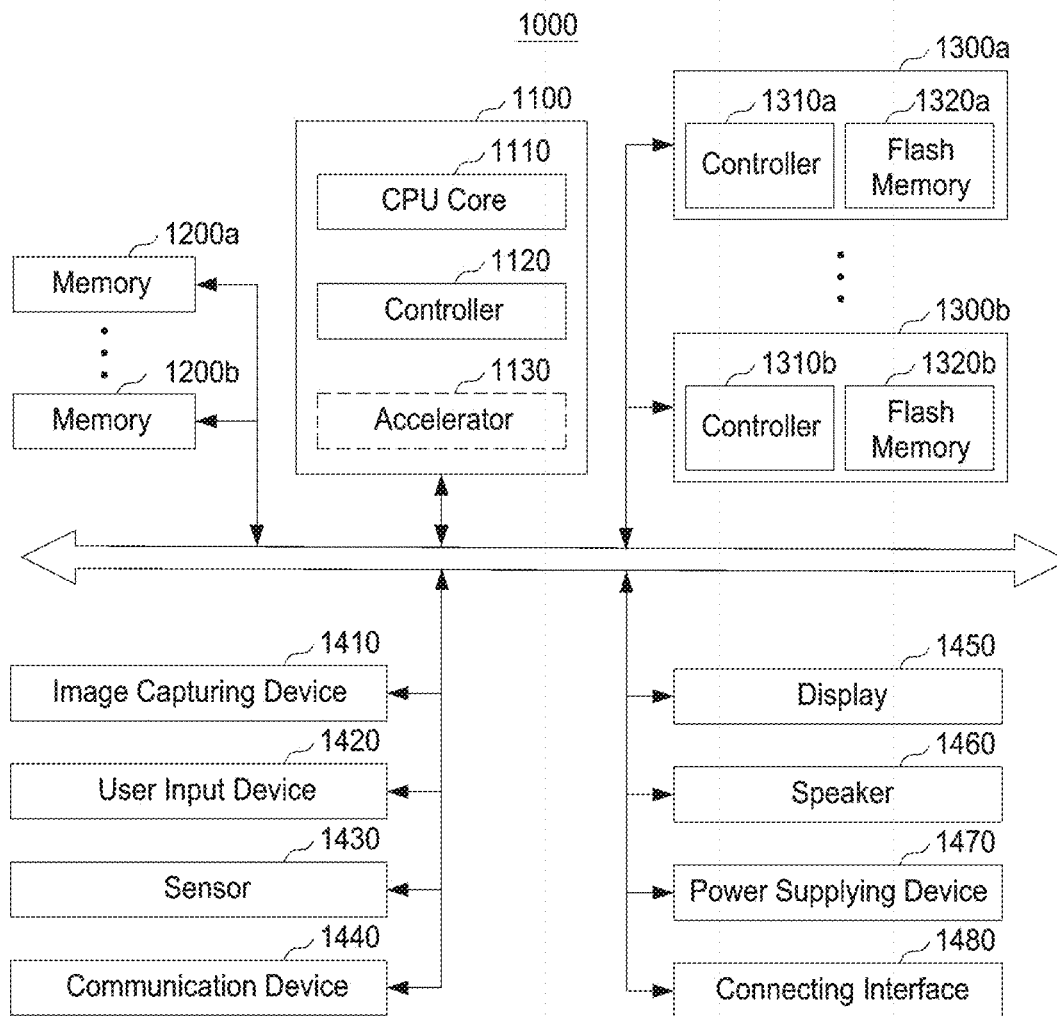 1000
1100
1110
CPU Core
1120
Controller
1130
Accelerator
1200a
Memory
1200b
Memory
1300a
1310a
Controller
1320a
Flash
Memory
1300b
1310b
Controller
1320b
Flash
Memory
1410
Image Capturing Device
1420
User Input Device
1430
Sensor
1440
Communication Device
1450
Display
1460
Speaker
1470
Power Supplying Device
1480
Connecting Interface